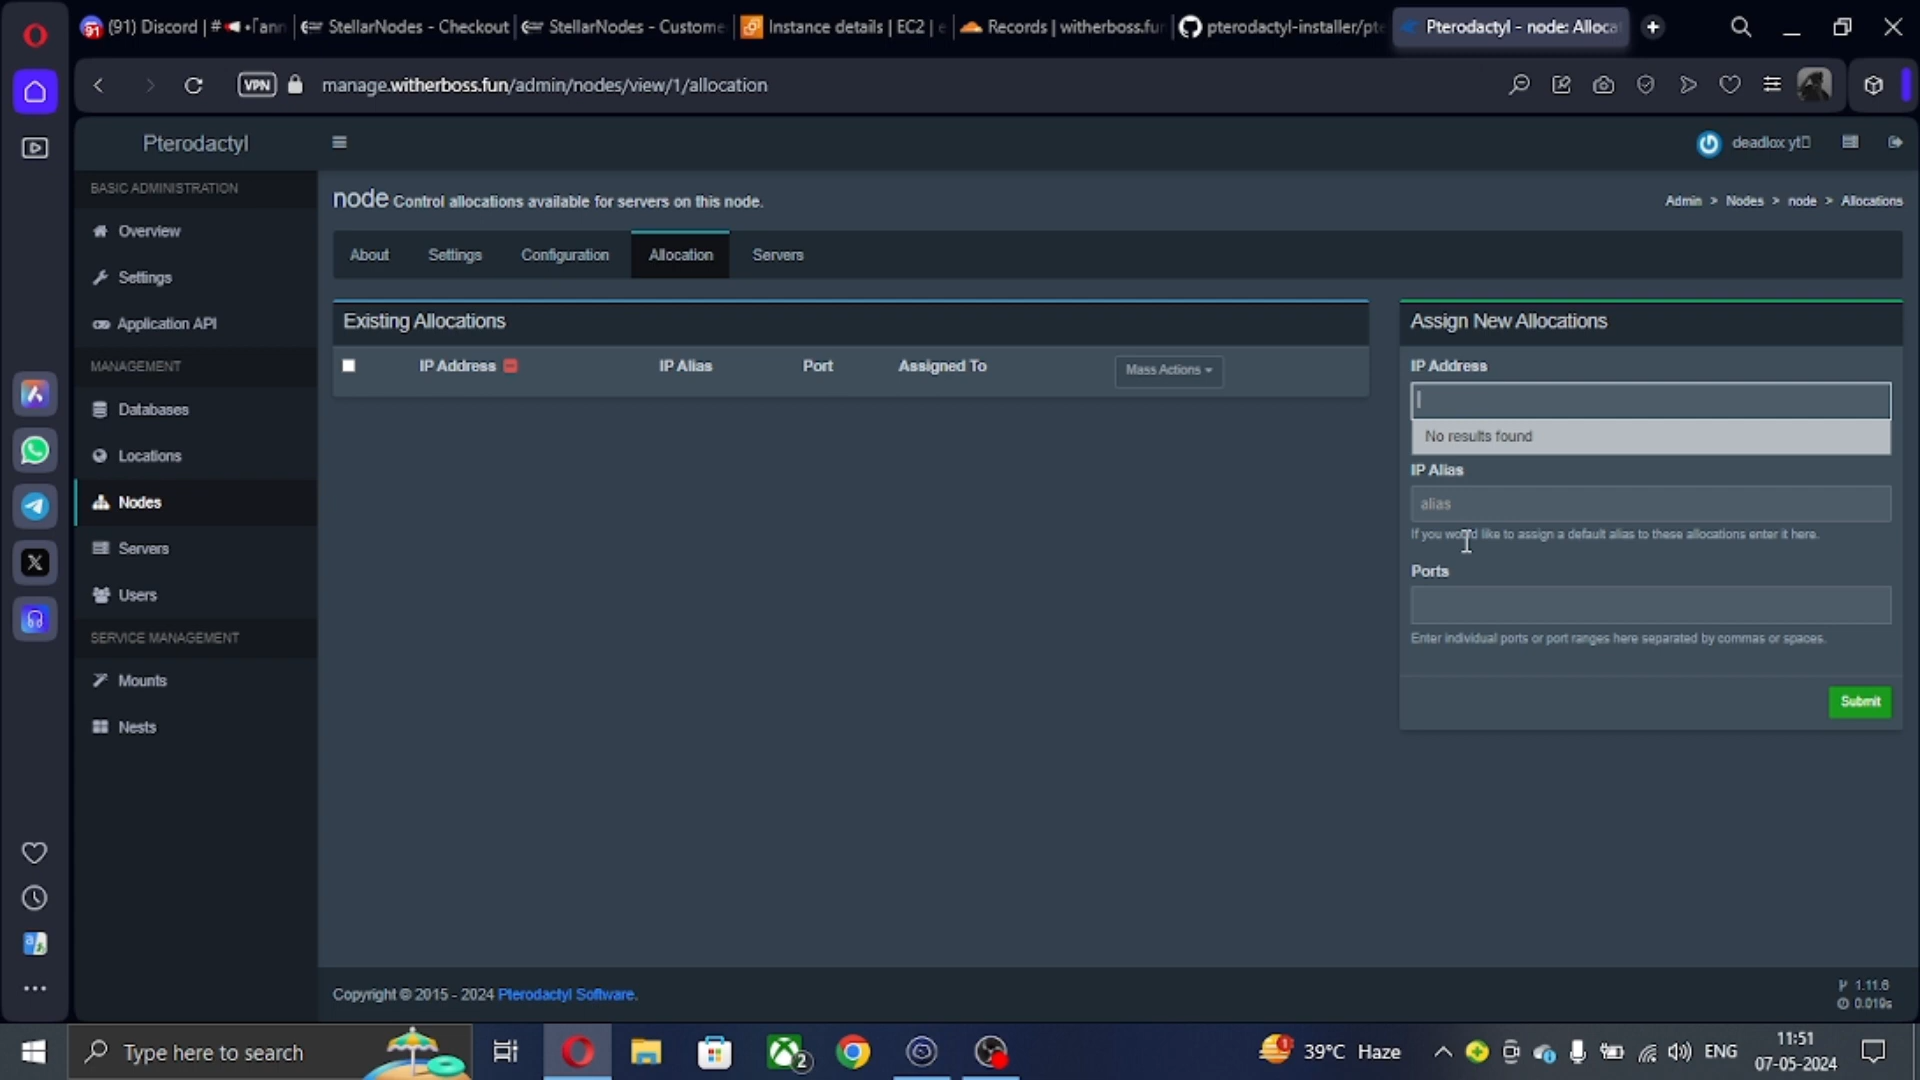 (91) Discord | #
StellarNodes - Checkout
StellarNodes - Custome
Instance details | EC2 | e
Records | witherboss.fun
pterodactyl-installer/pte
Pterodactyl - node: Alloca
VPN
manage.witherboss.fun/admin/nodes/view/1/allocation
Pterodactyl
deadlox yt
BASIC ADMINISTRATION
Overview
Settings
Application API
MANAGEMENT
Databases
Locations
Nodes
Servers
Users
SERVICE MANAGEMENT
Mounts
Nests
node Control allocations available for servers on this node.
Admin > Nodes > node > Allocations
About
Settings
Configuration
Allocation
Servers
Existing Allocations
IP Address
IP Alias
Port
Assigned To
Mass Actions
Assign New Allocations
IP Address
No results found
IP Alias
alias
If you would like to assign a default alias to these allocations enter it here.
Ports
Enter individual ports or port ranges here separated by commas or spaces.
Submit
Copyright © 2015 - 2024 Pterodactyl Software.
1.11.6
0.019s
Type here to search
2
39°C Haze
ENG
11:51
07-05-2024